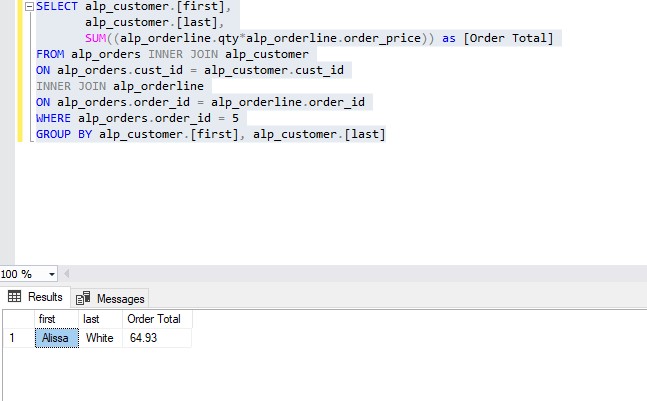 SELECT alp_customer.[first],
alp_customer.[last],
SUM((alp_orderline.qty*alp_orderline.order_price)) as [Order Total]
FROM alp_orders INNER JOIN alp_customer
ON alp_orders.cust_id = alp_customer.cust_id
INNER JOIN alp_orderline
ON alp_orders.order_id = alp_orderline.order_id
WHERE alp_orders.order_id = 5
GROUP BY alp_customer.[first], alp_customer.[last]
100 %
Results Messages
first last Order Total
1 Alissa White 64.93